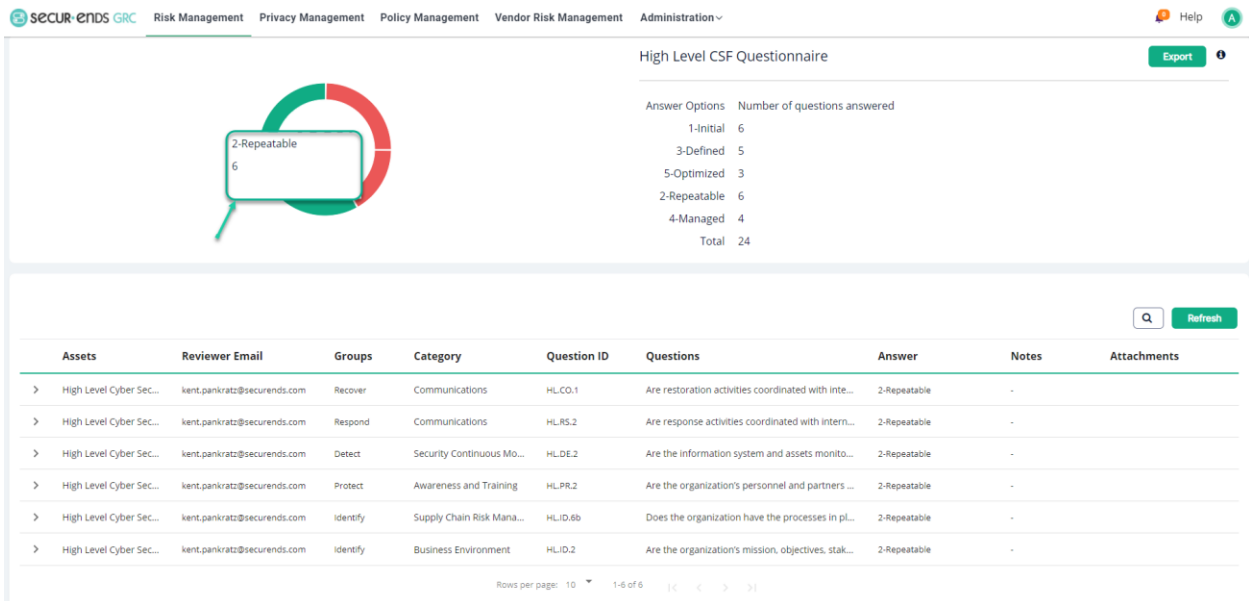 SECUR·ENDS GRC Risk Management Privacy Management Policy Management Vendor Risk Management Administration Help A
High Level CSF Questionnaire Export
Answer Options Number of questions answered
1-Initial 6
3-Defined 5
5-Optimized 3
2-Repeatable 6
4-Managed 4
Total 24
2-Repeatable
6
Refresh
Assets Reviewer Email Groups Category Question ID Questions Answer Notes Attachments
High Level Cyber Sec... kent.pankratz@securends.com Recover Communications HL.CO.1 Are restoration activities coordinated with inte... 2-Repeatable -
High Level Cyber Sec... kent.pankratz@securends.com Respond Communications HL.RS.2 Are response activities coordinated with intern... 2-Repeatable -
High Level Cyber Sec... kent.pankratz@securends.com Detect Security Continuous Mo... HL.DE.2 Are the information system and assets monito... 2-Repeatable -
High Level Cyber Sec... kent.pankratz@securends.com Protect Awareness and Training HL.PR.2 Are the organization's personnel and partners ... 2-Repeatable -
High Level Cyber Sec... kent.pankratz@securends.com Identify Supply Chain Risk Mana... HL.ID.6b Does the organization have the processes in pl... 2-Repeatable -
High Level Cyber Sec... kent.pankratz@securends.com Identify Business Environment HL.ID.2 Are the organization's mission, objectives, stak... 2-Repeatable -
Rows per page: 10 1-6 of 6